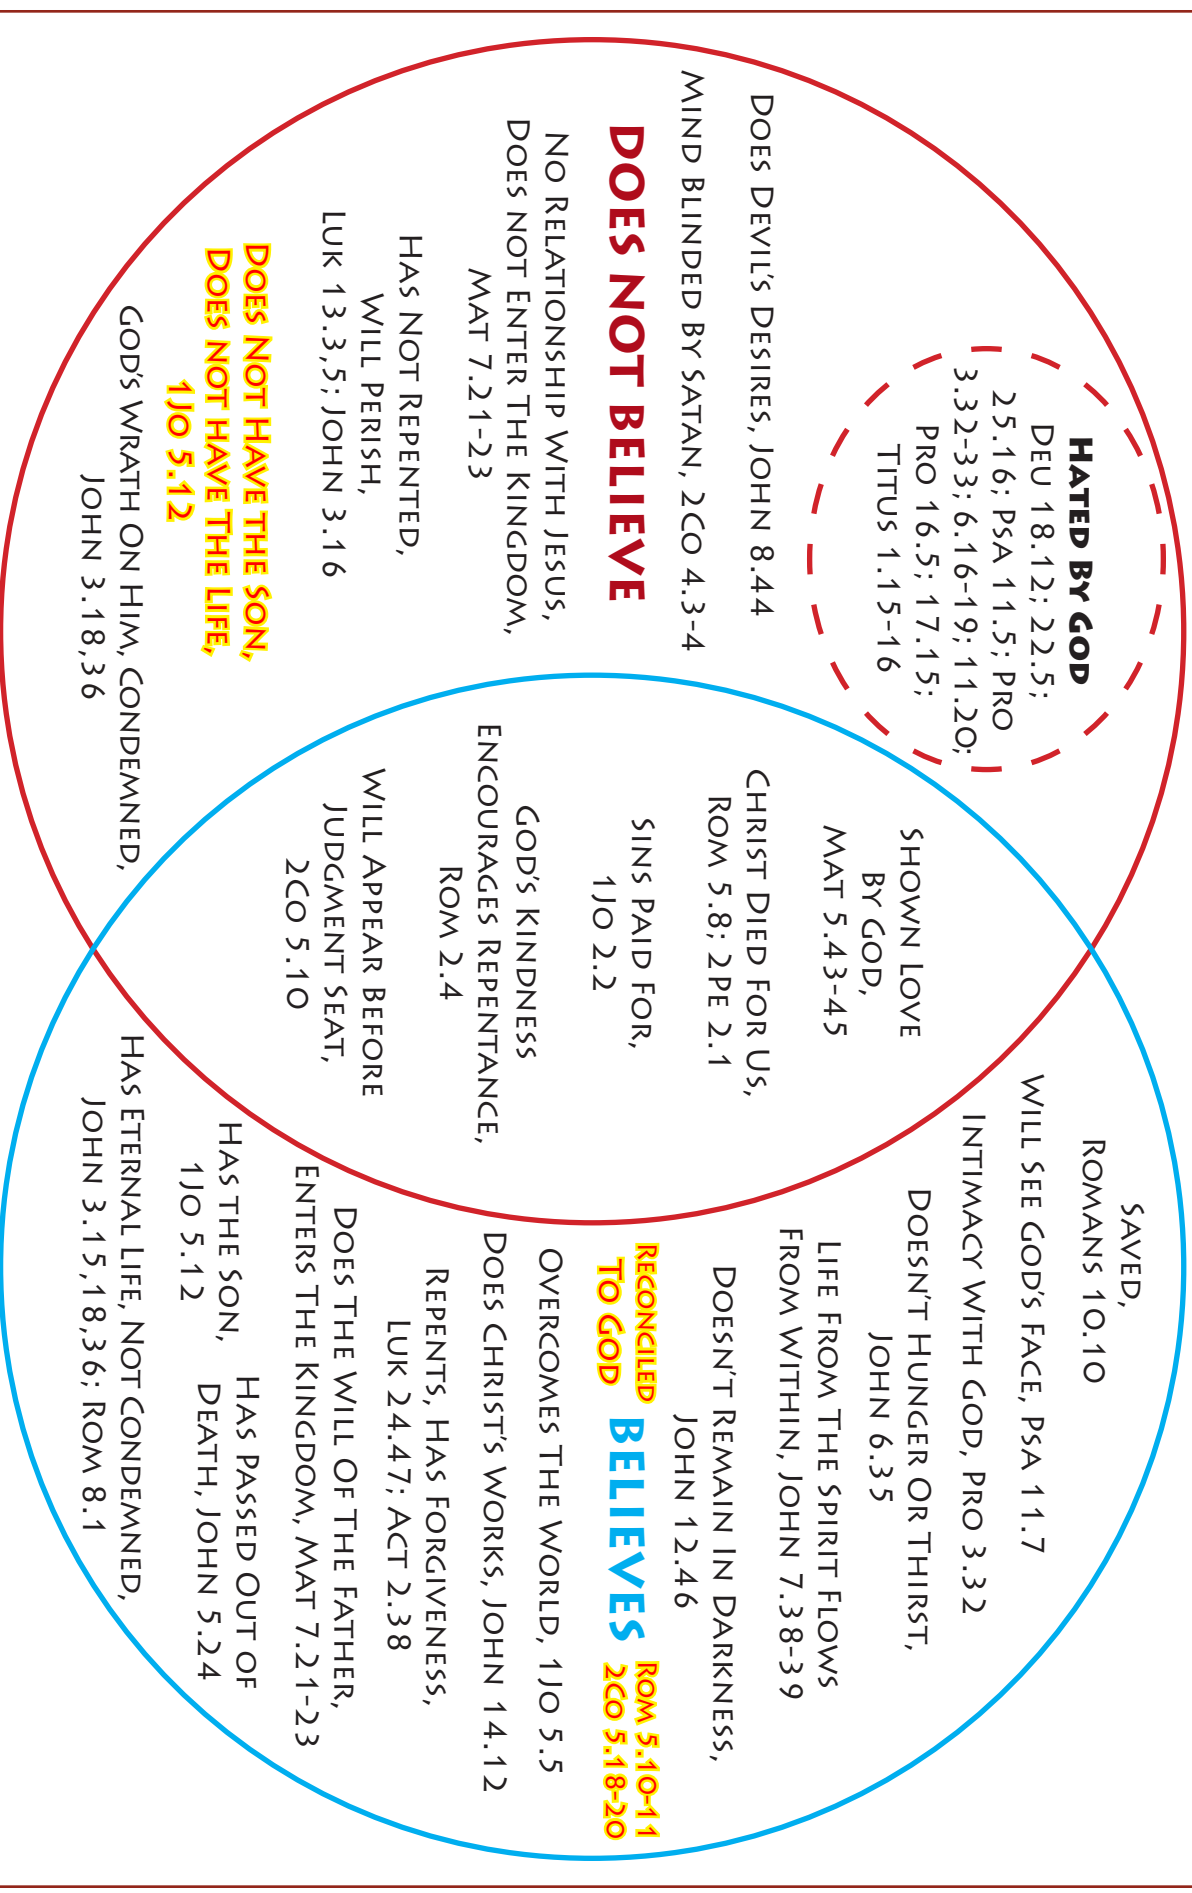 Hated By God
Deu 18.12; 22.5;
25.16; Psa 11.5; Pro
3.32-33; 6.16-19; 11.20;
Pro 16.5; 17.15;
Titus 1.15-16
Does Devil's Desires, John 8.44
Mind Blinded By Satan, 2Co 4.3-4
DOES NOT BELIEVE
No Relationship With Jesus,
Does not Enter The Kingdom,
Mat 7.21-23
Has Not Repented,
Will Perish,
Luk 13.3,5; John 3.16
Does Not Have the Son,
Does not have The Life,
1Jo 5.12
God's Wrath On Him, Condemned,
John 3.18,36
Shown Love
By God,
Mat 5.43-45
Christ Died For Us,
Rom 5.8; 2Pe 2.1
Sins Paid For,
1Jo 2.2
God's Kindness
Encourages Repentance,
Rom 2.4
Will Appear Before
Judgment Seat,
2Co 5.10
Saved,
Romans 10.10
Will See God's Face, Psa 11.7
Intimacy With God, Pro 3.32
Doesn't Hunger Or Thirst,
John 6.35
Life From The Spirit Flows
From Within, John 7.38-39
Doesn't Remain In Darkness,
John 12.46
Reconciled
To God
BELIEVES
Rom 5.10-11
2Co 5.18-20
Overcomes The World, 1Jo 5.5
Does Christ's Works, John 14.12
Repents, Has Forgiveness,
Luk 24.47; Act 2.38
Does The Will Of The Father,
Enters The Kingdom, Mat 7.21-23
Has the Son,
1Jo 5.12
Has Passed Out of
Death, John 5.24
Has Eternal Life, Not Condemned,
John 3.15,18,36; Rom 8.1